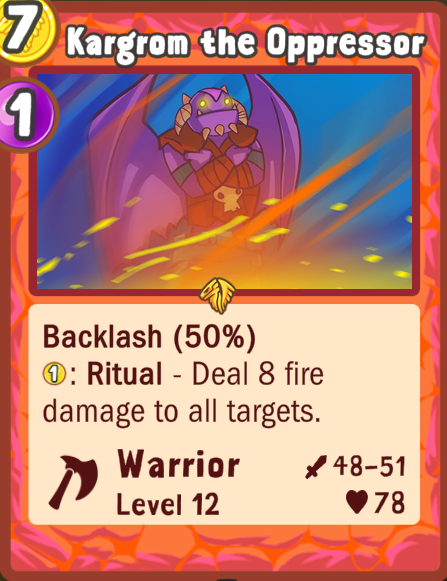 7
Kargrom the Oppressor
1
Backlash (50%)
1: Ritual - Deal 8 fire
damage to all targets.
Warrior
48-51
Level 12
78